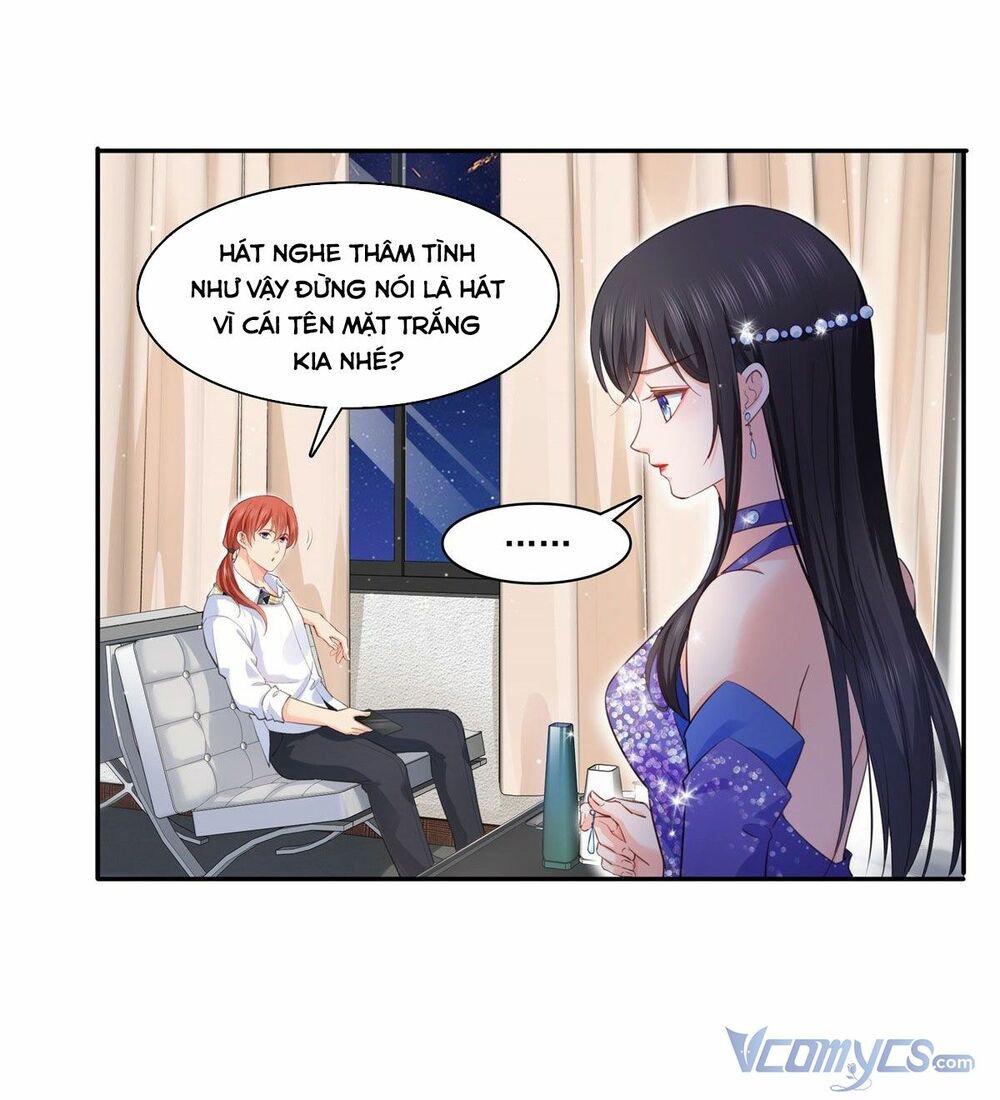 HÁT NGHE THÂM TÌNH
NHƯ VẬY ĐỪNG NÓI LÀ HÁT
VÌ CÁI TÊN MẶT TRẮNG
KIA NHÉ?
......
VCOMYCS.com